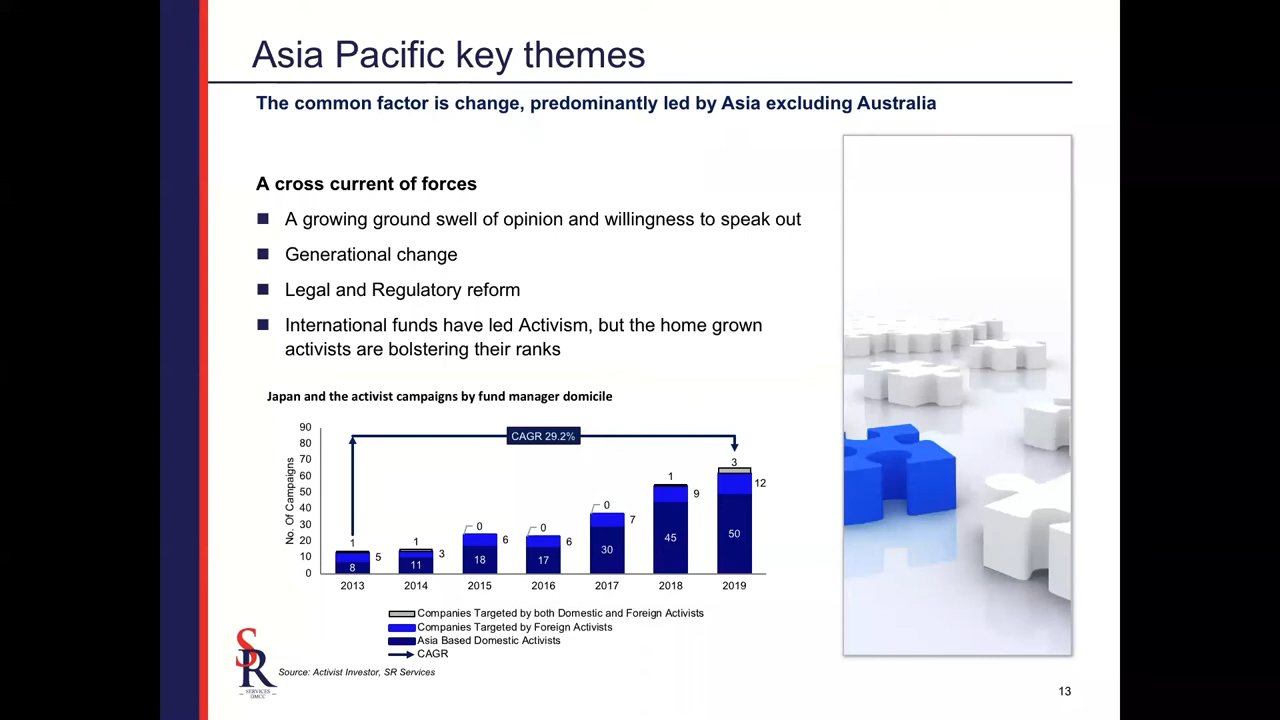 Asia Pacific key themes
The common factor is change, predominantly led by Asia excluding Australia
A cross current of forces
A growing ground swell of opinion and willingness to speak out
Generational change
Legal and Regulatory reform
International funds have led Activism, but the home grown
activists are bolstering their ranks
Japan and the activist campaigns by fund manager domicile
No. Of Campaigns
90
80
70
60
50
40
30
20
10
0
CAGR 29.2%
1
5
8
1
3
11
0
6
18
0
6
17
0
7
30
1
9
45
3
12
50
2013 2014 2015 2016 2017 2018 2019
Companies Targeted by both Domestic and Foreign Activists
Companies Targeted by Foreign Activists
Asia Based Domestic Activists
CAGR
SR
SERVICES
DMCC
Source: Activist Investor, SR Services
13